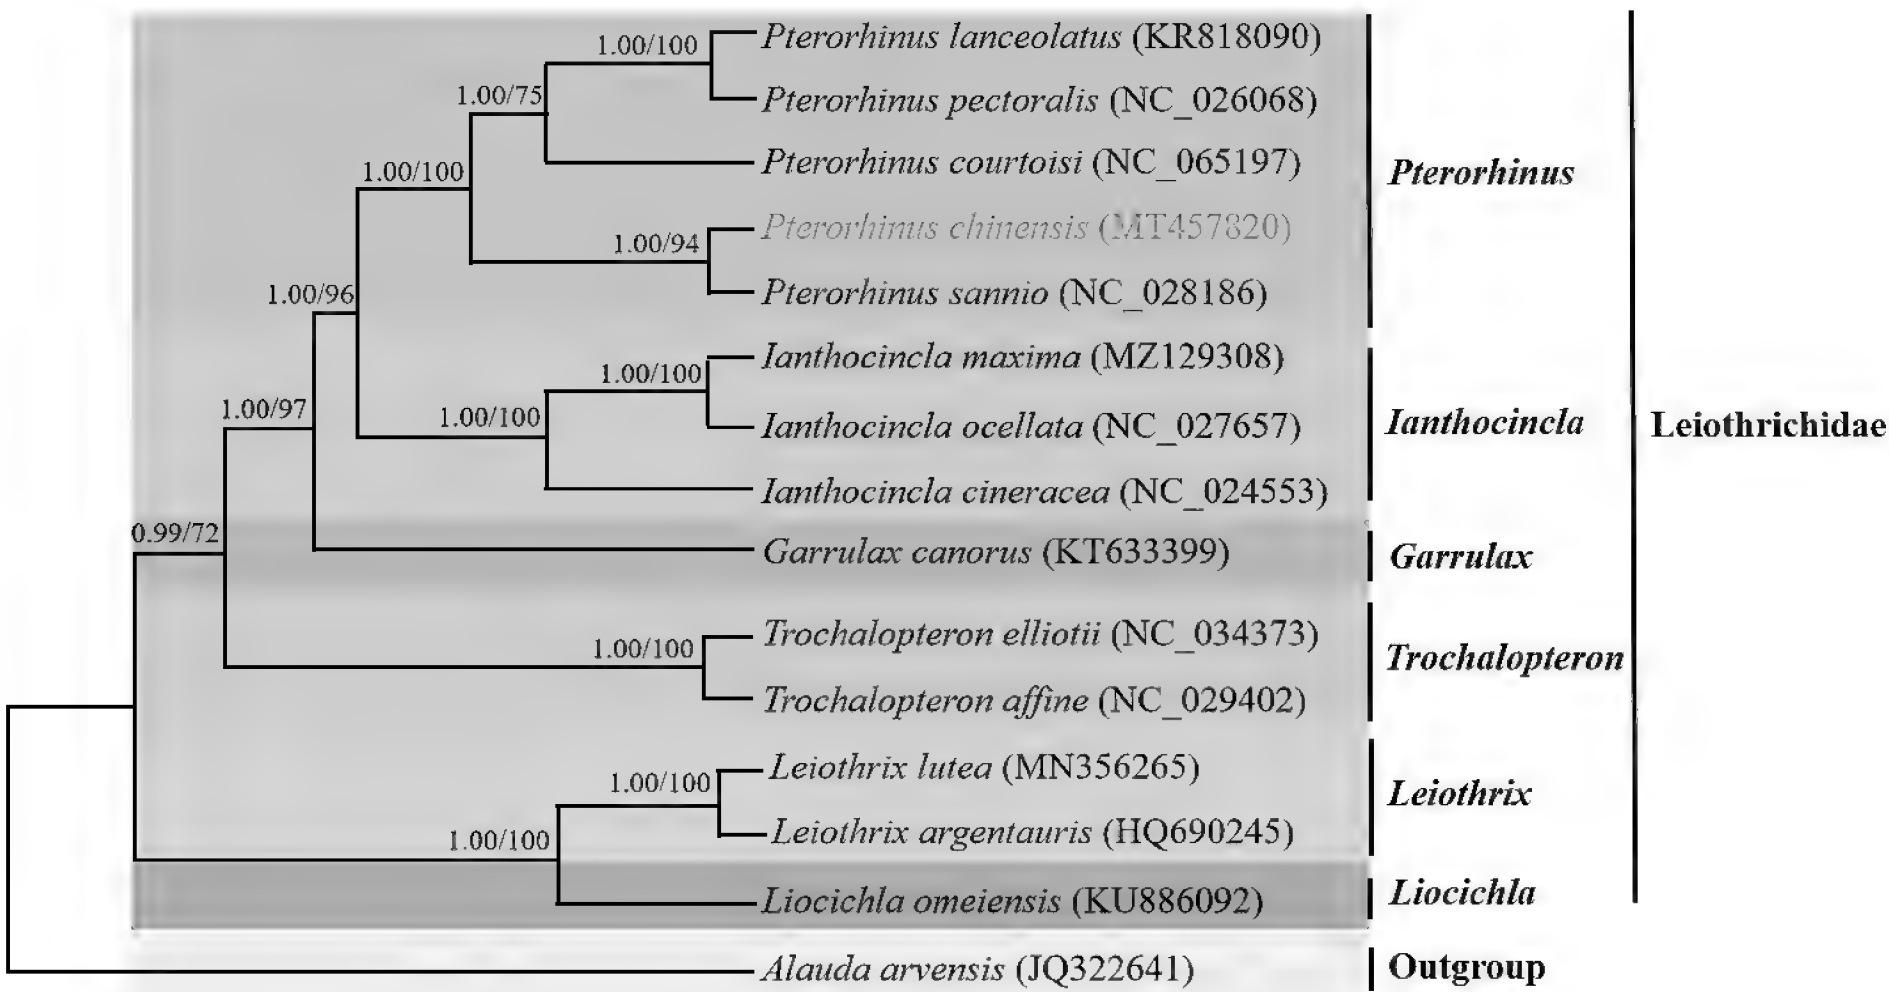 1.00/100
Pterorhinus lanceolatus (KR818090)
1.00/75
Pterorhinus pectoralis (NC_026068)
1.00/100
Pterorhinus courtoisi (NC_065197)
Pterorhinus
1.00/94
Pterorhinus chinensis (MT457820)
1.00/96
Pterorhinus sannio (NC_028186)
1.00/100
Ianthocincla maxima (MZ129308)
1.00/97
1.00/100
Ianthocincla ocellata (NC_027657)
Ianthocincla
Leiothrichidae
Ianthocincla cineracea (NC_024553)
0.99/72
Garrulax canorus (KT633399)
Garrulax
1.00/100
Trochalopteron elliotii (NC_034373)
Trochalopteron
Trochalopteron affine (NC_029402)
1.00/100
Leiothrix lutea (MN356265)
Leiothrix
1.00/100
Leiothrix argentauris (HQ690245)
Liocichla omeiensis (KU886092)
Liocichla
Alauda arvensis (JQ322641)
Outgroup